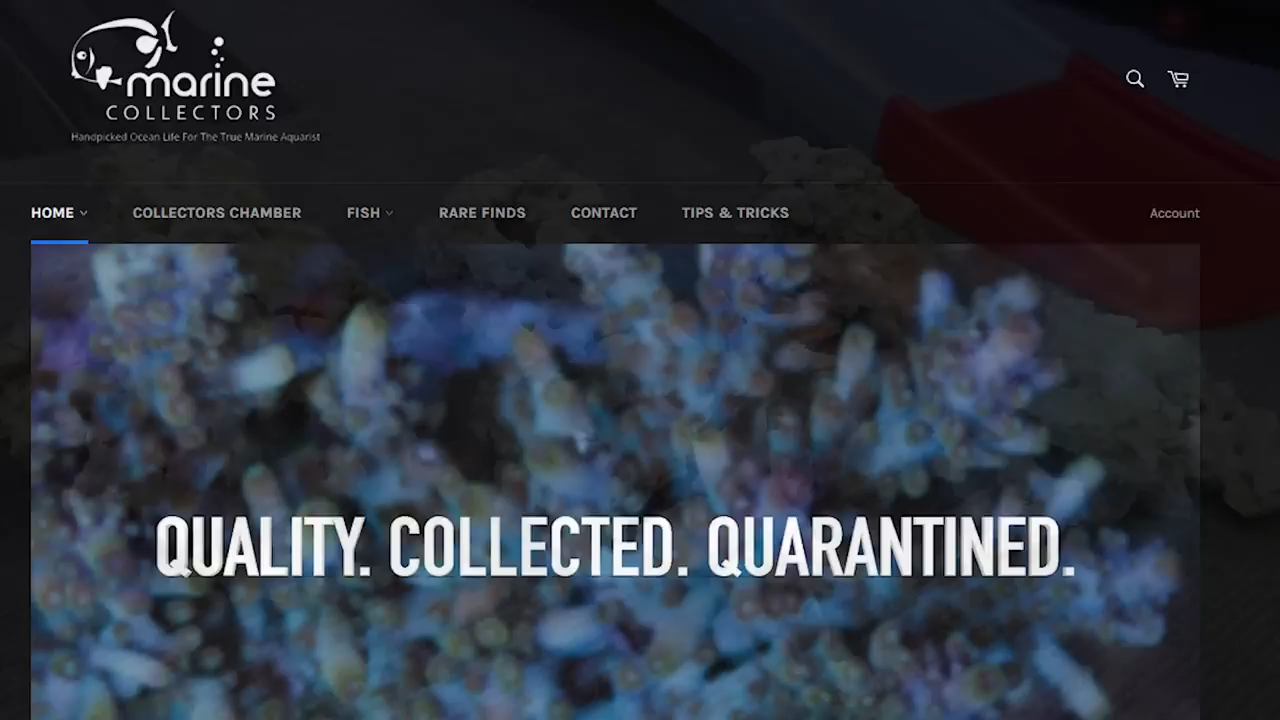 marine
COLLECTORS
Handpicked Ocean Life For The True Marine Aquarist
HOME
COLLECTORS CHAMBER
FISH
RARE FINDS
CONTACT
TIPS & TRICKS
Account
QUALITY. COLLECTED. QUARANTINED.